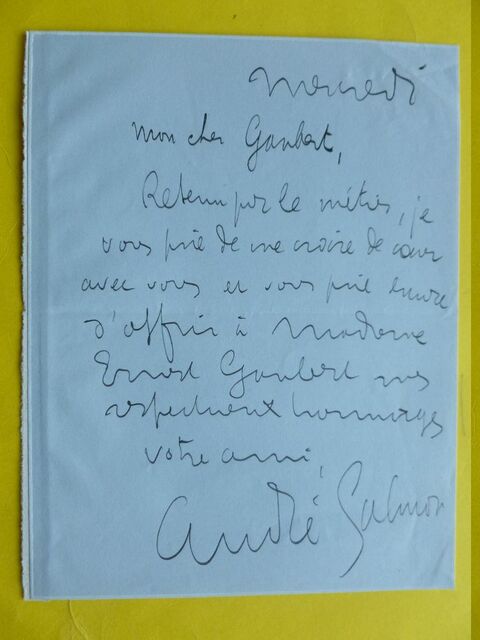 Mercredi
Mon cher Gaubert,
Retenu par le métier, je
vous prie de me croire de cœur
avec vous et vous prie encore
d'offrir à Madame
Ernest Gaubert mes
respectueux hommages
votre ami,
André Salmon